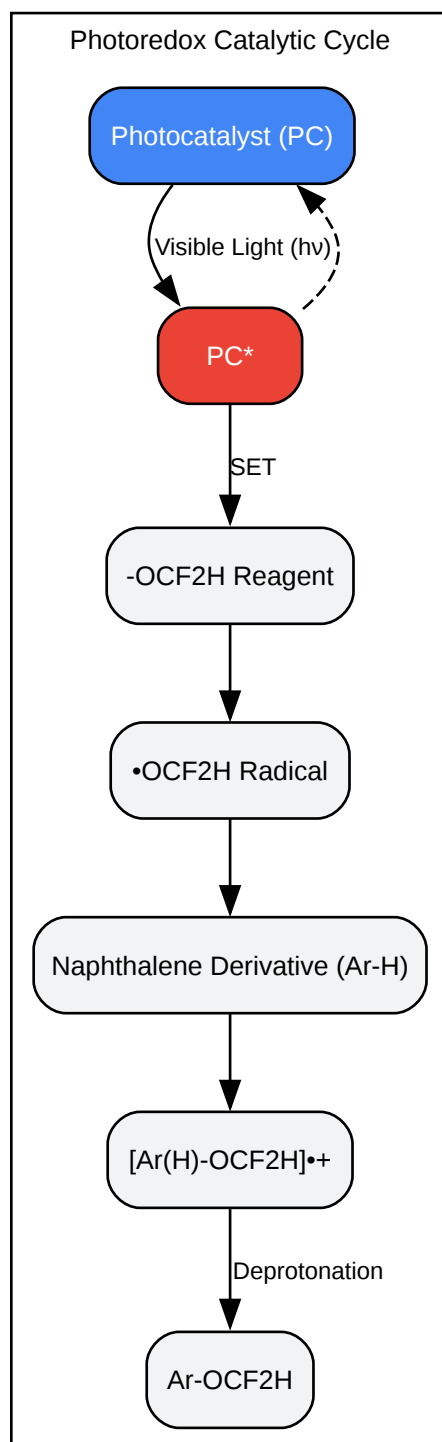 Photoredox Catalytic Cycle
Photocatalyst (PC)
Visible Light (hν)
PC*
SET
-OCF2H Reagent
•OCF2H Radical
Naphthalene Derivative (Ar-H)
[Ar(H)-OCF2H]•+
Deprotonation
Ar-OCF2H